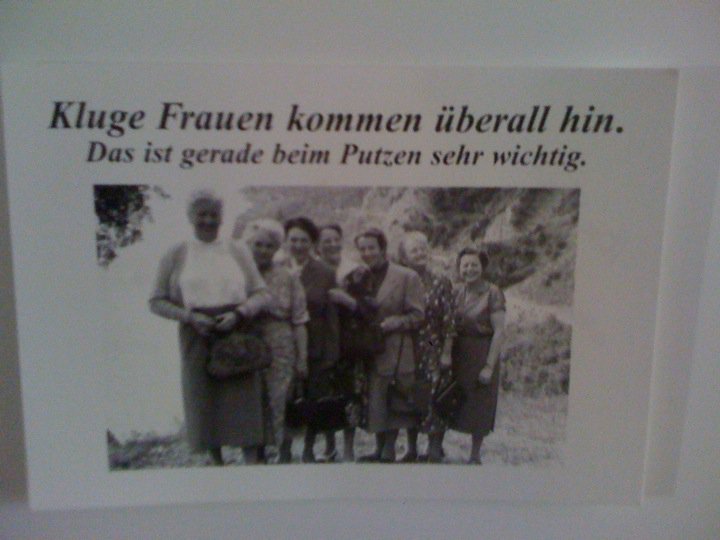 Kluge Frauen kommen überall hin.
Das ist gerade beim Putzen sehr wichtig.